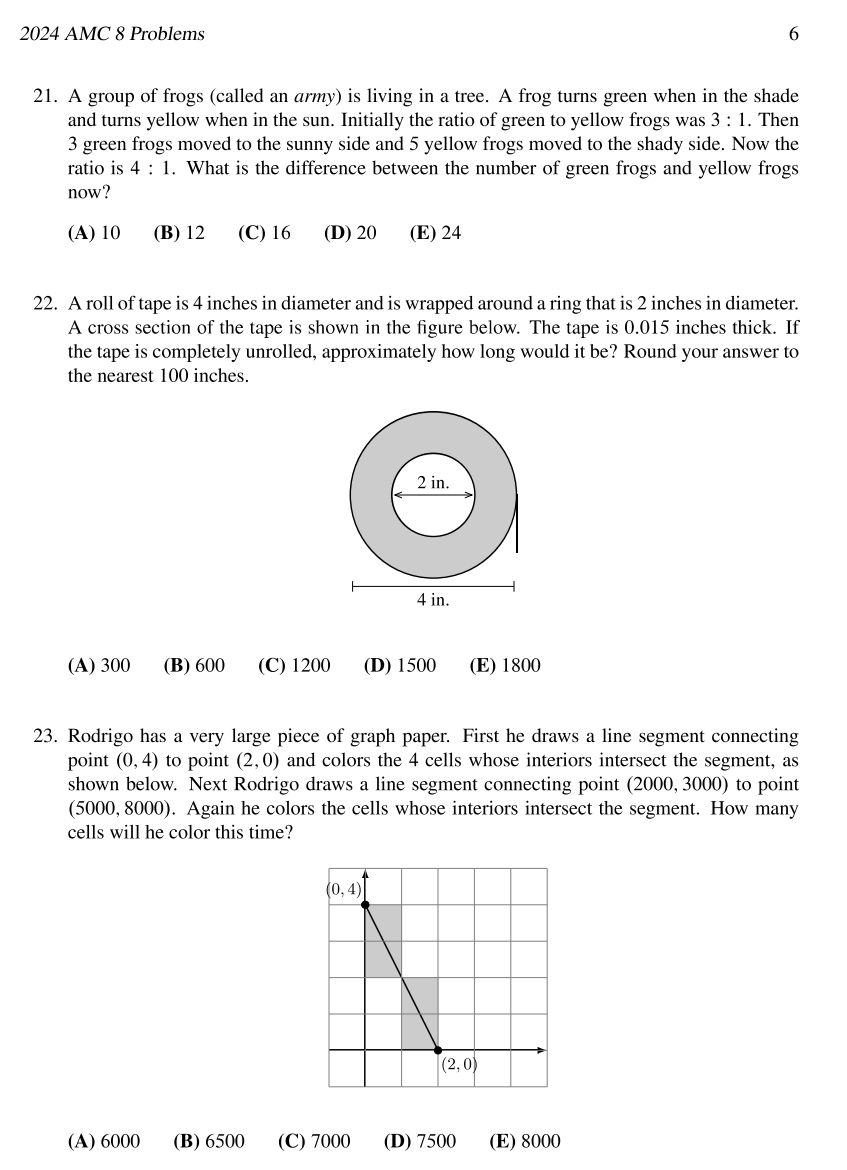 2024 AMC 8 Problems 6
21. A group of frogs (called an army) is living in a tree. A frog turns green when in the shade
and turns yellow when in the sun. Initially the ratio of green to yellow frogs was 3 : 1. Then
3 green frogs moved to the sunny side and 5 yellow frogs moved to the shady side. Now the
ratio is 4 : 1. What is the difference between the number of green frogs and yellow frogs
now?
(A) 10 (B) 12 (C) 16 (D) 20 (E) 24
22. A roll of tape is 4 inches in diameter and is wrapped around a ring that is 2 inches in diameter.
A cross section of the tape is shown in the figure below. The tape is 0.015 inches thick. If
the tape is completely unrolled, approximately how long would it be? Round your answer to
the nearest 100 inches.
2 in.
4 in.
(A) 300 (B) 600 (C) 1200 (D) 1500 (E) 1800
23. Rodrigo has a very large piece of graph paper. First he draws a line segment connecting
point (0, 4) to point (2, 0) and colors the 4 cells whose interiors intersect the segment, as
shown below. Next Rodrigo draws a line segment connecting point (2000, 3000) to point
(5000, 8000). Again he colors the cells whose interiors intersect the segment. How many
cells will he color this time?
(0, 4)
(2, 0)
(A) 6000 (B) 6500 (C) 7000 (D) 7500 (E) 8000